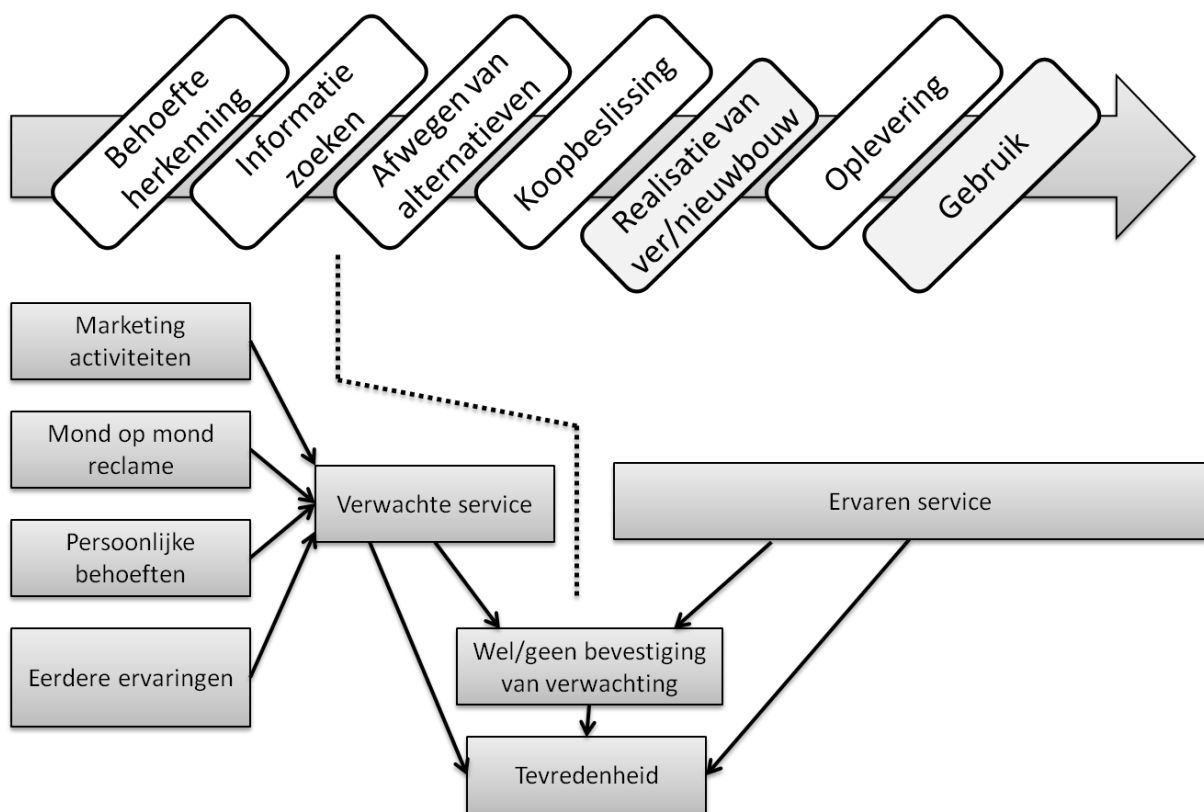 Behoefte
herkenning
Informatie
zoeken
Afwegen van
alternatieven
Koopbeslissing
Realisatie van
ver/nieuwbouw
Oplevering
Gebruik
Marketing
activiteiten
Mond op mond
reclame
Persoonlijke
behoeften
Eerdere ervaringen
Verwachte service
Ervaren service
Wel/geen bevestiging
van verwachting
Tevredenheid